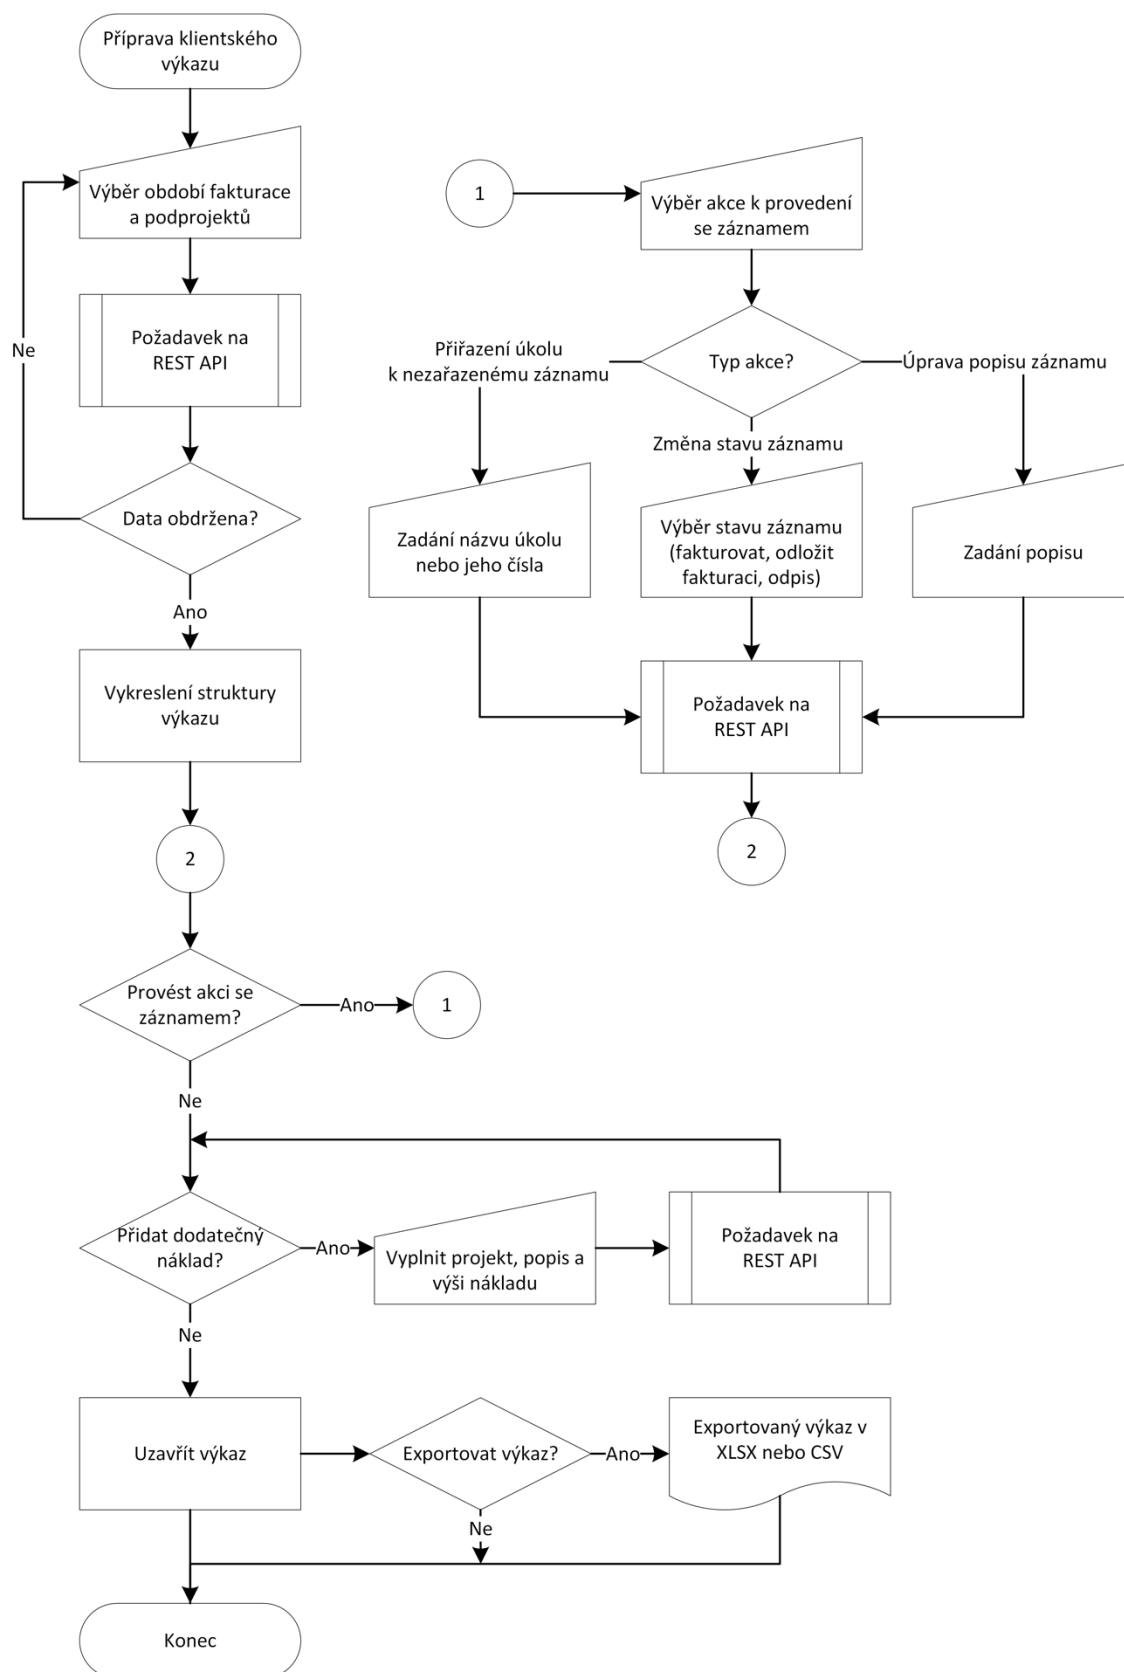 Příprava klientského
výkazu
Výběr období fakturace
a podprojektů
Požadavek na
REST API
Ne
Data obdržena?
Ano
Vykreslení struktury
výkazu
2
Provést akci se
záznamem?
Ano
1
Ne
Přidat dodatečný
náklad?
Ano
Vyplnit projekt, popis a
výši nákladu
Požadavek na
REST API
Ne
Uzavřít výkaz
Exportovat výkaz?
Ano
Exportovaný výkaz v
XLSX nebo CSV
Ne
Konec
1
Výběr akce k provedení
se záznamem
Typ akce?
Přiřazení úkolu
k nezařazenému záznamu
Změna stavu záznamu
Úprava popisu záznamu
Zadání názvu úkolu
nebo jeho čísla
Výběr stavu záznamu
(fakturovat, odložit
fakturaci, odpis)
Zadání popisu
Požadavek na
REST API
2